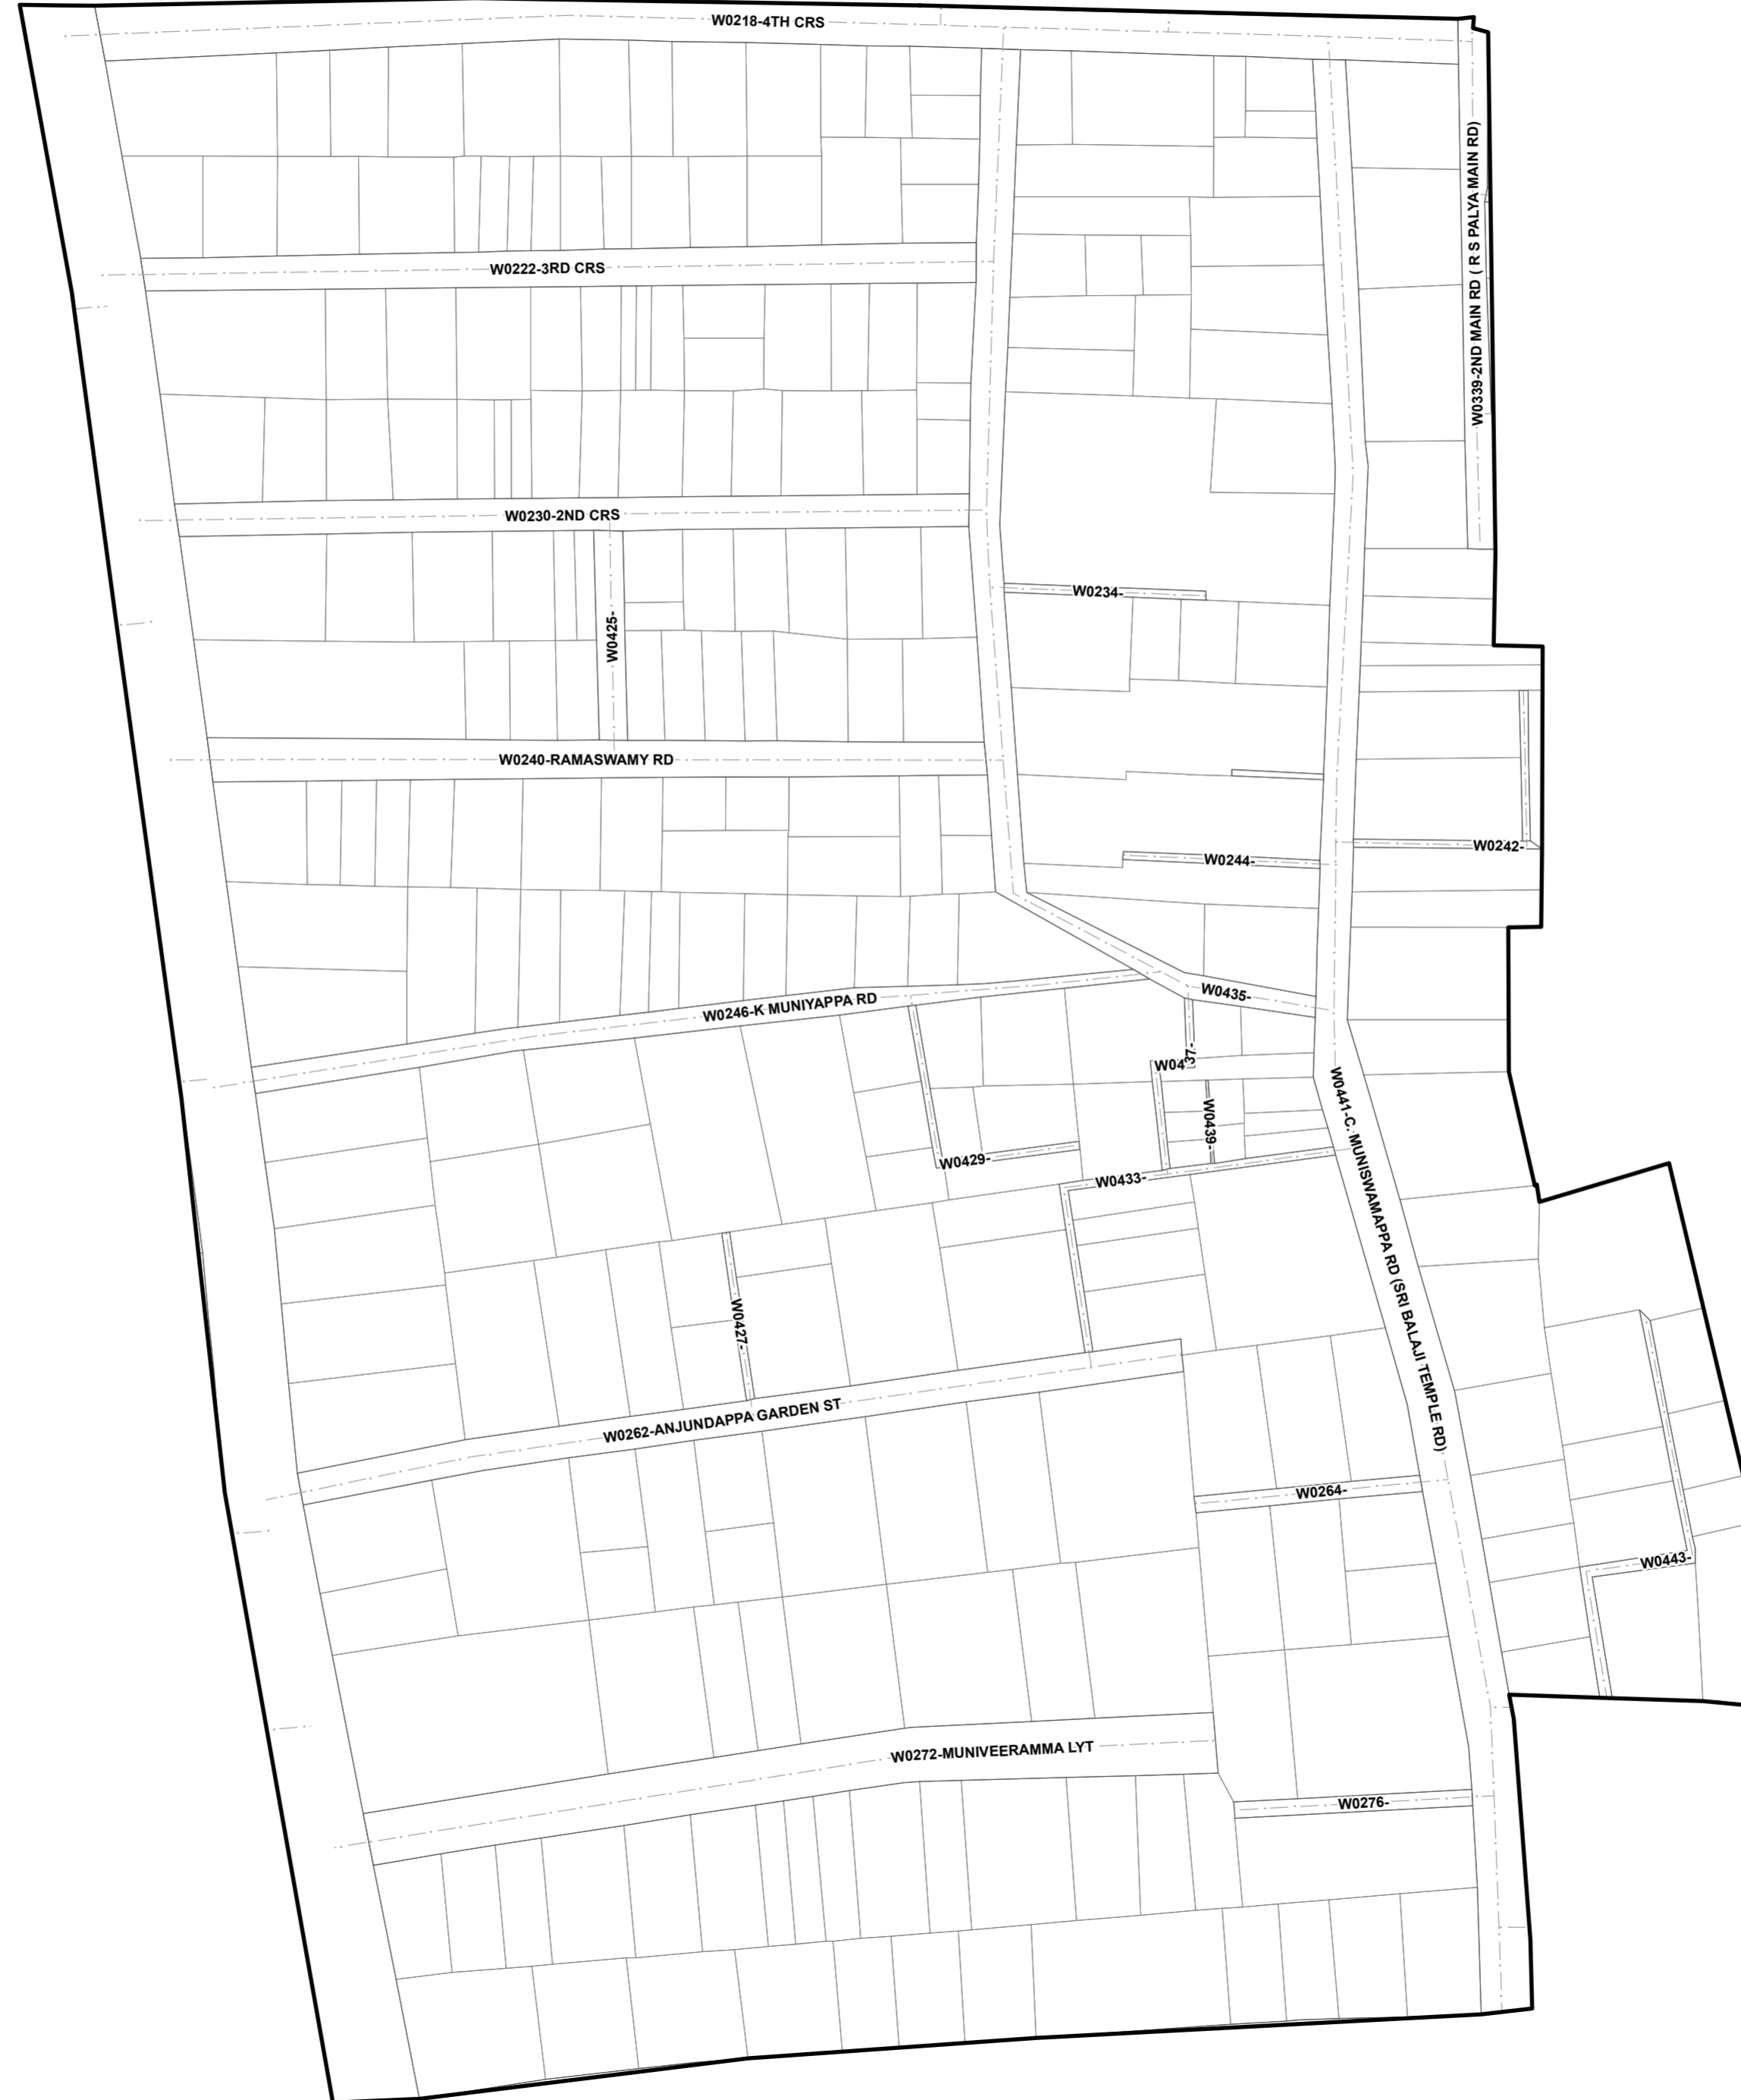 W0218-4TH CRS
W0339-2ND MAIN RD ( R S PALYA MAIN RD)
W0222-3RD CRS
W0230-2ND CRS
W0234-
W0425-
W0240-RAMASWAMY RD
W0242-
W0244-
W0435-
W0246-K MUNIYAPPA RD
W04
37-
W0439-
W0441-C. MUNISWAMAPPA RD (SRI BALAJI TEMPLE RD)
W0429-
W0433-
W0427-
W0262-ANJUNDAPPA GARDEN ST
W0264-
W0443-
W0272-MUNIVEERAMMA LYT
W0276-